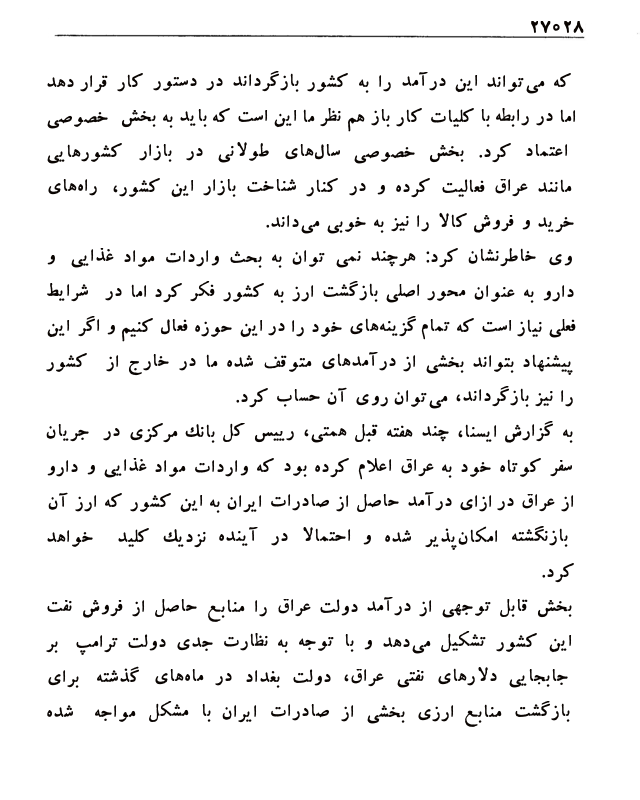 ۲۷۰۲۸
که می‌تواند این درآمد را به کشور بازگرداند در دستور کار قرار دهد
اما در رابطه با کلیات کار باز هم نظر ما این است که باید به بخش خصوصی
اعتماد کرد. بخش خصوصی سال‌های طولانی در بازار کشورهایی
مانند عراق فعالیت کرده و در کنار شناخت بازار این کشور، راه‌های
خرید و فروش کالا را نیز به خوبی می‌داند.
وی خاطرنشان کرد: هرچند نمی توان به بحث واردات مواد غذایی و
دارو به عنوان محور اصلی بازگشت ارز به کشور فکر کرد اما در شرایط
فعلی نیاز است که تمام گزینه‌های خود را در این حوزه فعال کنیم و اگر این
پیشنهاد بتواند بخشی از درآمدهای متوقف شده ما در خارج از کشور
را نیز بازگرداند، می‌توان روی آن حساب کرد.
به گزارش ایسنا، چند هفته قبل همتی، رییس کل بانك مرکزی در جریان
سفر کوتاه خود به عراق اعلام کرده بود که واردات مواد غذایی و دارو
از عراق در ازای درآمد حاصل از صادرات ایران به این کشور که ارز آن
بازنگشته امکان‌پذیر شده و احتمالا در آینده نزدیك کلید خواهد
کرد.
بخش قابل توجهی از درآمد دولت عراق را منابع حاصل از فروش نفت
این کشور تشکیل می‌دهد و با توجه به نظارت جدی دولت ترامپ بر
جابجایی دلارهای نفتی عراق، دولت بغداد در ماه‌های گذشته برای
بازگشت منابع ارزی بخشی از صادرات ایران با مشکل مواجه شده